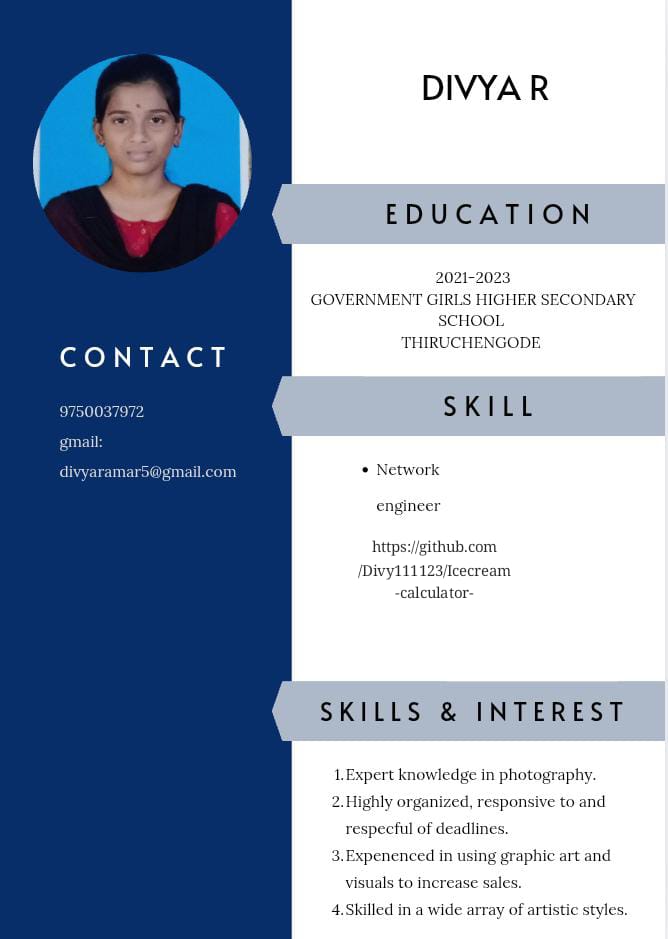 DIVYA R
EDUCATION
2021-2023
GOVERNMENT GIRLS HIGHER SECONDARY
SCHOOL
THIRUCHENGODE
CONTACT
9750037972
gmail:
divyaramar5@gmail.com
SKILL
• Network
engineer
https://github.com
/Divy111123/Icecream
-calculator-
SKILLS & INTEREST
1. Expert knowledge in photography.
2. Highly organized, responsive to and
respecful of deadlines.
3. Expenenced in using graphic art and
visuals to increase sales.
4. Skilled in a wide array of artistic styles.